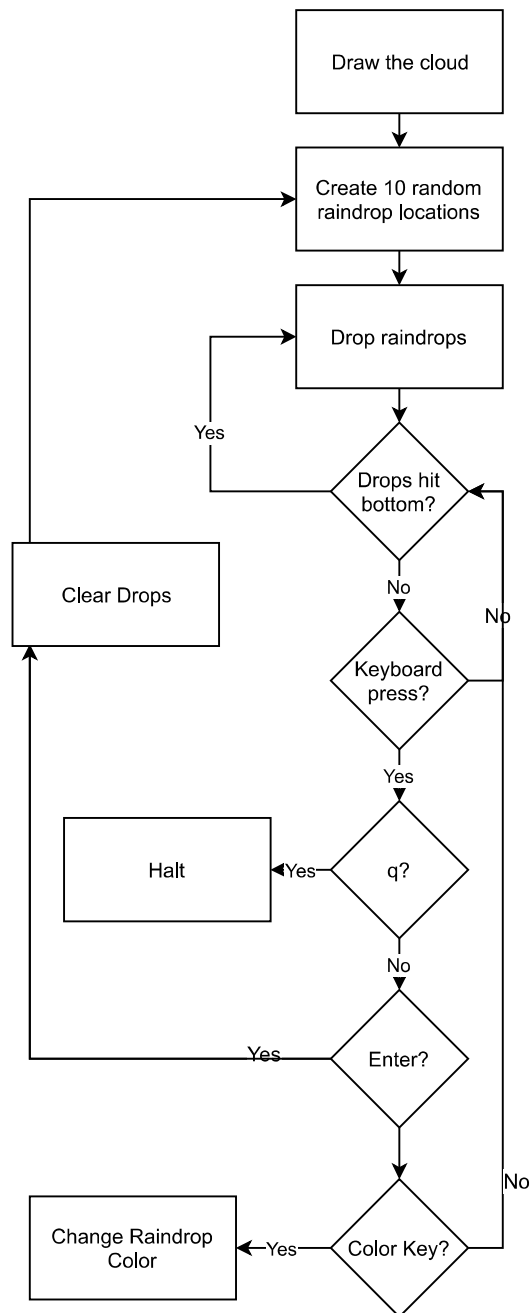 Draw the cloud
Create 10 random
raindrop locations
Drop raindrops
Yes
Drops hit
bottom?
Clear Drops
No
No
Keyboard
press?
Yes
Halt
Yes
q?
No
Yes
Enter?
No
Change Raindrop
Color
Yes
Color Key?